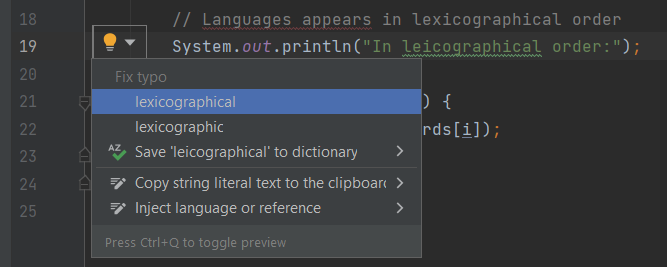 18 // Languages appears in lexicographical order
19 System.out.println("In leicographical order:");
20
Fix typo
21 lexicographical ) {
22 lexicographic rds[i]);
23 Save 'leicographical' to dictionary
24 Copy string literal text to the clipboard
25 Inject language or reference
Press Ctrl+Q to toggle preview